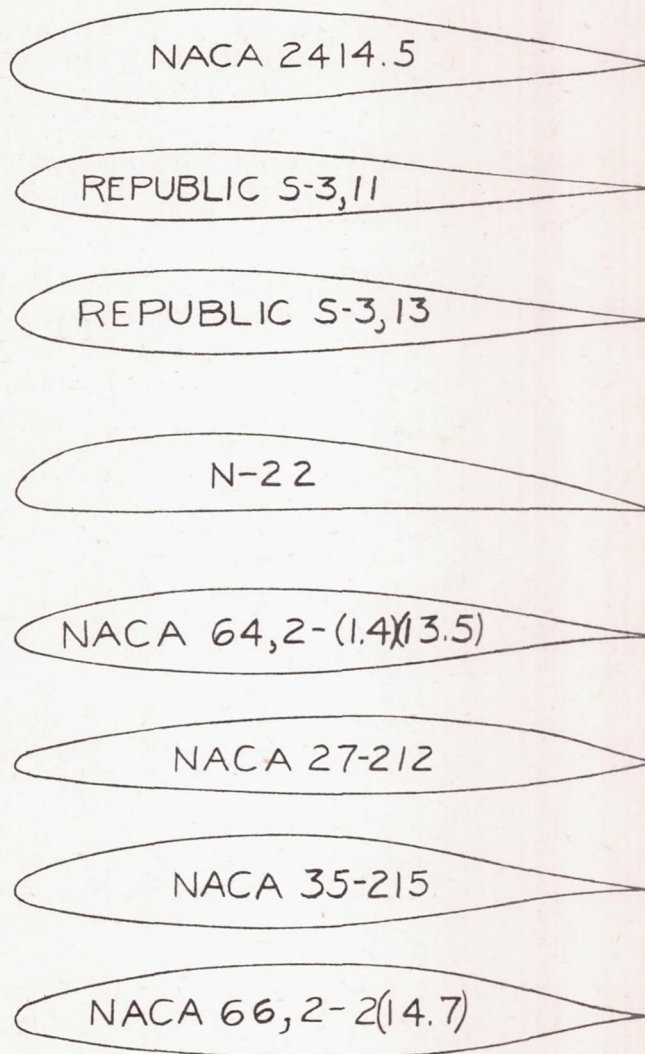 NACA 2414.5
REPUBLIC S-3,11
REPUBLIC S-3,13
N-22
NACA 64,2-(1.4)(13.5)
NACA 27-212
NACA 35-215
NACA 66,2-2(14.7)